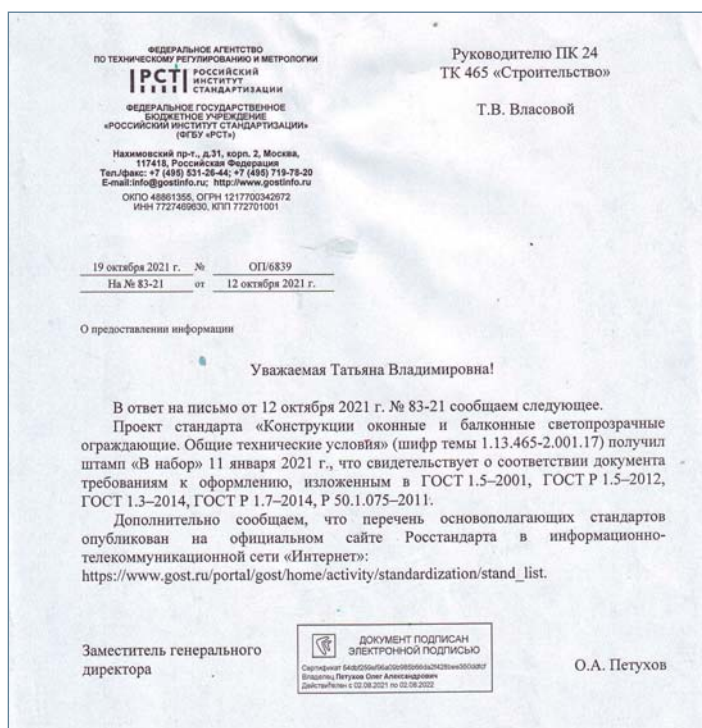 ФЕДЕРАЛЬНОЕ АГЕНТСТВО
ПО ТЕХНИЧЕСКОМУ РЕГУЛИРОВАНИЮ И МЕТРОЛОГИИ
РСТ РОССИЙСКИЙ
ИНСТИТУТ
СТАНДАРТИЗАЦИИ
ФЕДЕРАЛЬНОЕ ГОСУДАРСТВЕННОЕ
БЮДЖЕТНОЕ УЧРЕЖДЕНИЕ
«РОССИЙСКИЙ ИНСТИТУТ СТАНДАРТИЗАЦИИ»
(ФГБУ «РСТ»)
Нахимовский пр-т., д.31, корп. 2, Москва,
117418, Российская Федерация
Тел./факс: +7 (495) 531-26-44; +7 (495) 719-78-20
E-mail:info@gostinfo.ru; http://www.gostinfo.ru
ОКПО 48861355, ОГРН 1217700342672
ИНН 7727469630, КПП 772701001
Руководителю ПК 24
ТК 465 «Строительство»
Т.В. Власовой
19 октября 2021 г. № ОП/6839
На № 83-21 от 12 октября 2021 г.
О предоставлении информации
Уважаемая Татьяна Владимировна!
В ответ на письмо от 12 октября 2021 г. № 83-21 сообщаем следующее.
Проект стандарта «Конструкции оконные и балконные светопрозрачные
ограждающие. Общие технические условия» (шифр темы 1.13.465-2.001.17) получил
штамп «В набор» 11 января 2021 г., что свидетельствует о соответствии документа
требованиям к оформлению, изложенным в ГОСТ 1.5–2001, ГОСТ Р 1.5–2012,
ГОСТ 1.3–2014, ГОСТ Р 1.7–2014, Р 50.1.075–2011.
Дополнительно сообщаем, что перечень основополагающих стандартов
опубликован на официальном сайте Росстандарта в информационно-
телекоммуникационной сети «Интернет»:
https://www.gost.ru/portal/gost/home/activity/standardization/stand_list.
Заместитель генерального
директора
ДОКУМЕНТ ПОДПИСАН
ЭЛЕКТРОННОЙ ПОДПИСЬЮ
Сертификат
Владелец Петухов Олег Александрович
Действителен с 02.08.2021 по 02.08.2022
О.А. Петухов